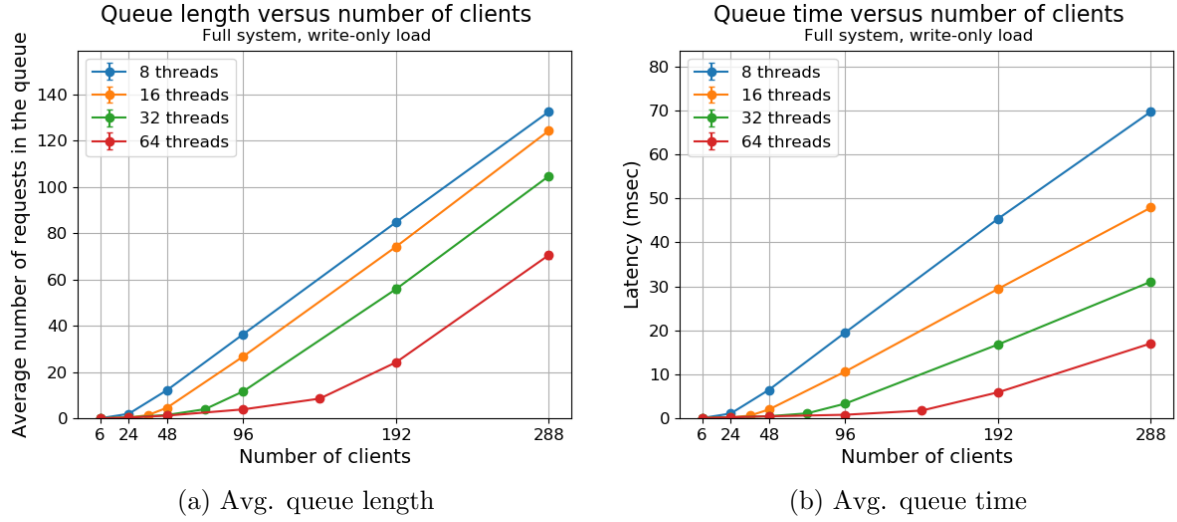 Queue length versus number of clients
Full system, write-only load
Average number of requests in the queue
140
120
100
80
60
40
20
0
8 threads
16 threads
32 threads
64 threads
6 24 48 96 192 288
Number of clients
(a) Avg. queue length
Queue time versus number of clients
Full system, write-only load
Latency (msec)
80
70
60
50
40
30
20
10
0
8 threads
16 threads
32 threads
64 threads
6 24 48 96 192 288
Number of clients
(b) Avg. queue time